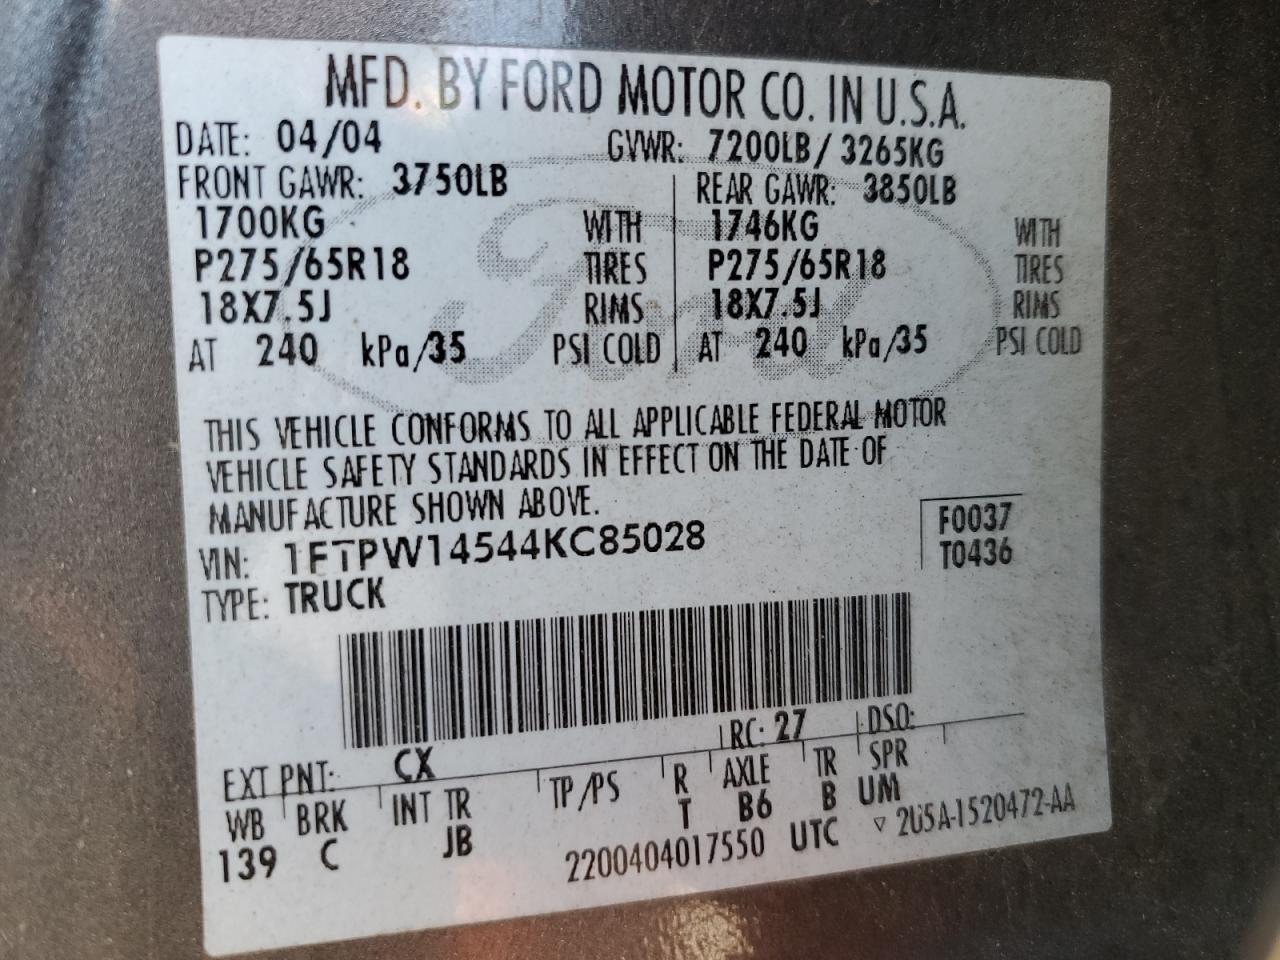 MFD. BY FORD MOTOR CO. IN U.S.A.
DATE: 04/04 GVWR: 7200LB/ 3265KG
FRONT GAWR: 3750LB REAR GAWR: 3850LB
1700KG WITH 1746KG WITH
P275/65R18 TIRES P275/65R18 TIRES
18X7.5J RIMS 18X7.5J RIMS
AT 240 kPa/35 PSI COLD AT 240 kPa/35 PSI COLD
Ford
THIS VEHICLE CONFORMS TO ALL APPLICABLE FEDERAL MOTOR
VEHICLE SAFETY STANDARDS IN EFFECT ON THE DATE OF
MANUFACTURE SHOWN ABOVE.
VIN: 1FTPW14544KC85028 F0037
TYPE: TRUCK T0436
EXT PNT: CX RC: 27 DSO:
WB BRK INT TR TP/PS R AXLE TR SPR
139 C JB T B6 B UM
2200404017550 UTC ▽ 2U5A-1520472-AA